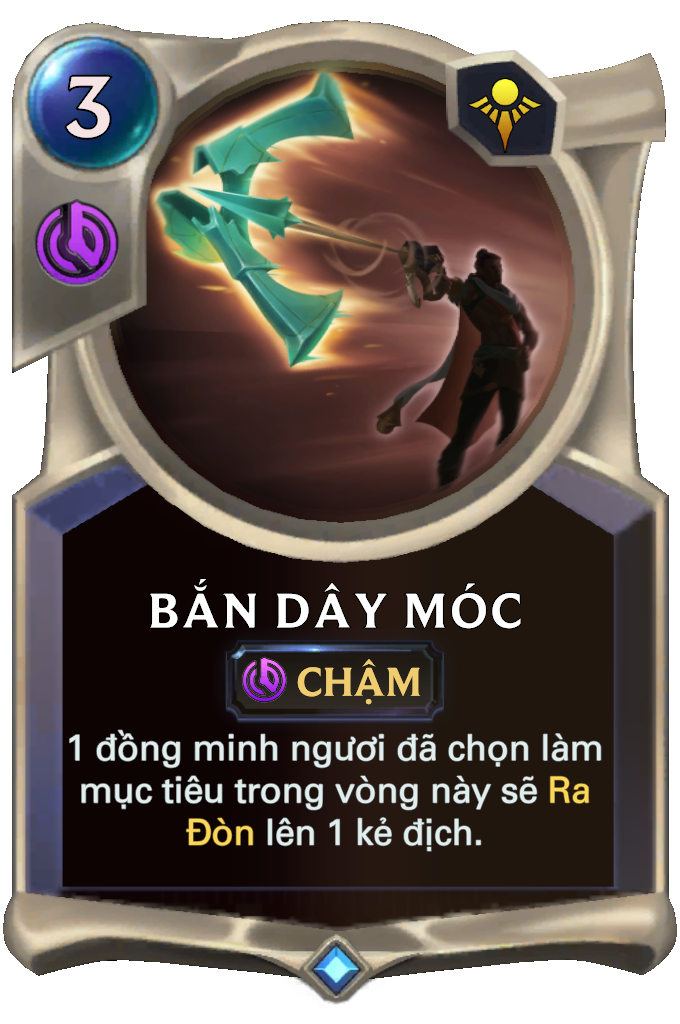 3
BẮN DÂY MÓC
CHẬM
1 đồng minh ngươi đã chọn làm
mục tiêu trong vòng này sẽ Ra
Đòn lên 1 kẻ địch.